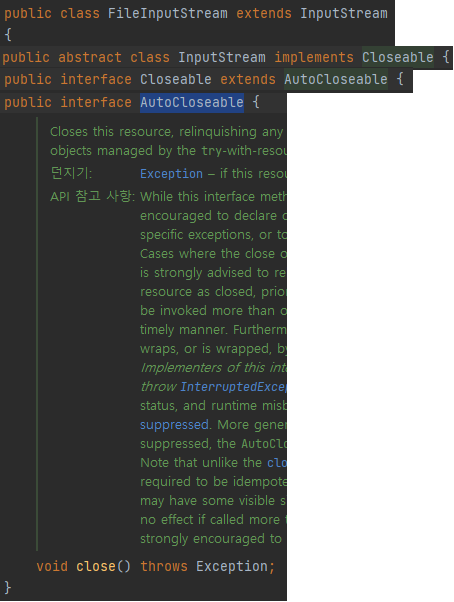 public class FileInputStream extends InputStream
{
public abstract class InputStream implements Closeable {
public interface Closeable extends AutoCloseable {
public interface AutoCloseable {
Closes this resource, relinquishing any
objects managed by the try-with-resou
던지기: Exception – if this resou
API 참고 사항: While this interface meth
encouraged to declare c
specific exceptions, or to
Cases where the close o
is strongly advised to re
resource as closed, prior
be invoked more than o
timely manner. Furtherm
wraps, or is wrapped, by
Implementers of this inte
throw InterruptedExcep
status, and runtime misb
suppressed. More gener
suppressed, the AutoClo
Note that unlike the clo
required to be idempote
may have some visible s
no effect if called more t
strongly encouraged to
void close() throws Exception;
}